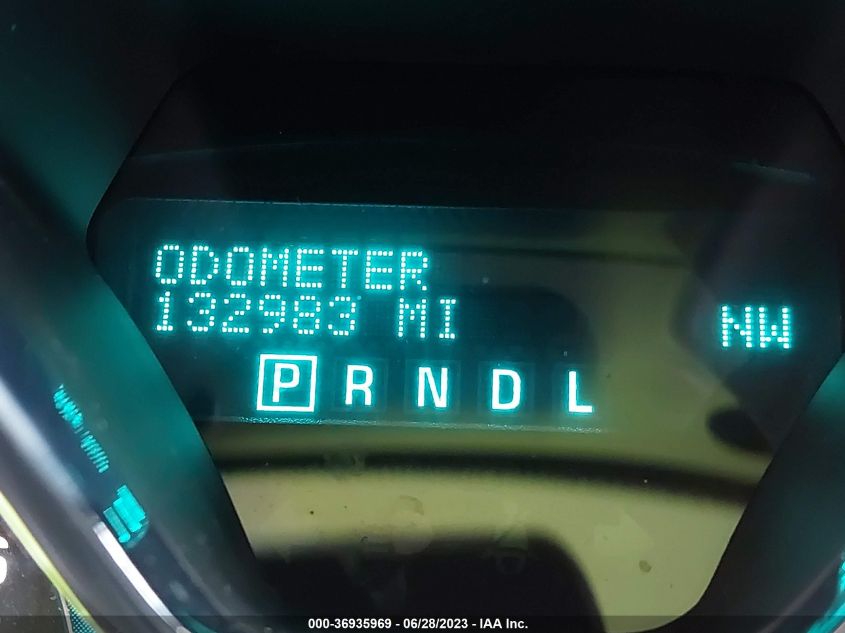 ODOMETER
132983 MI
NW
P R N D L
000-36935969 - 06/28/2023 - IAA Inc.